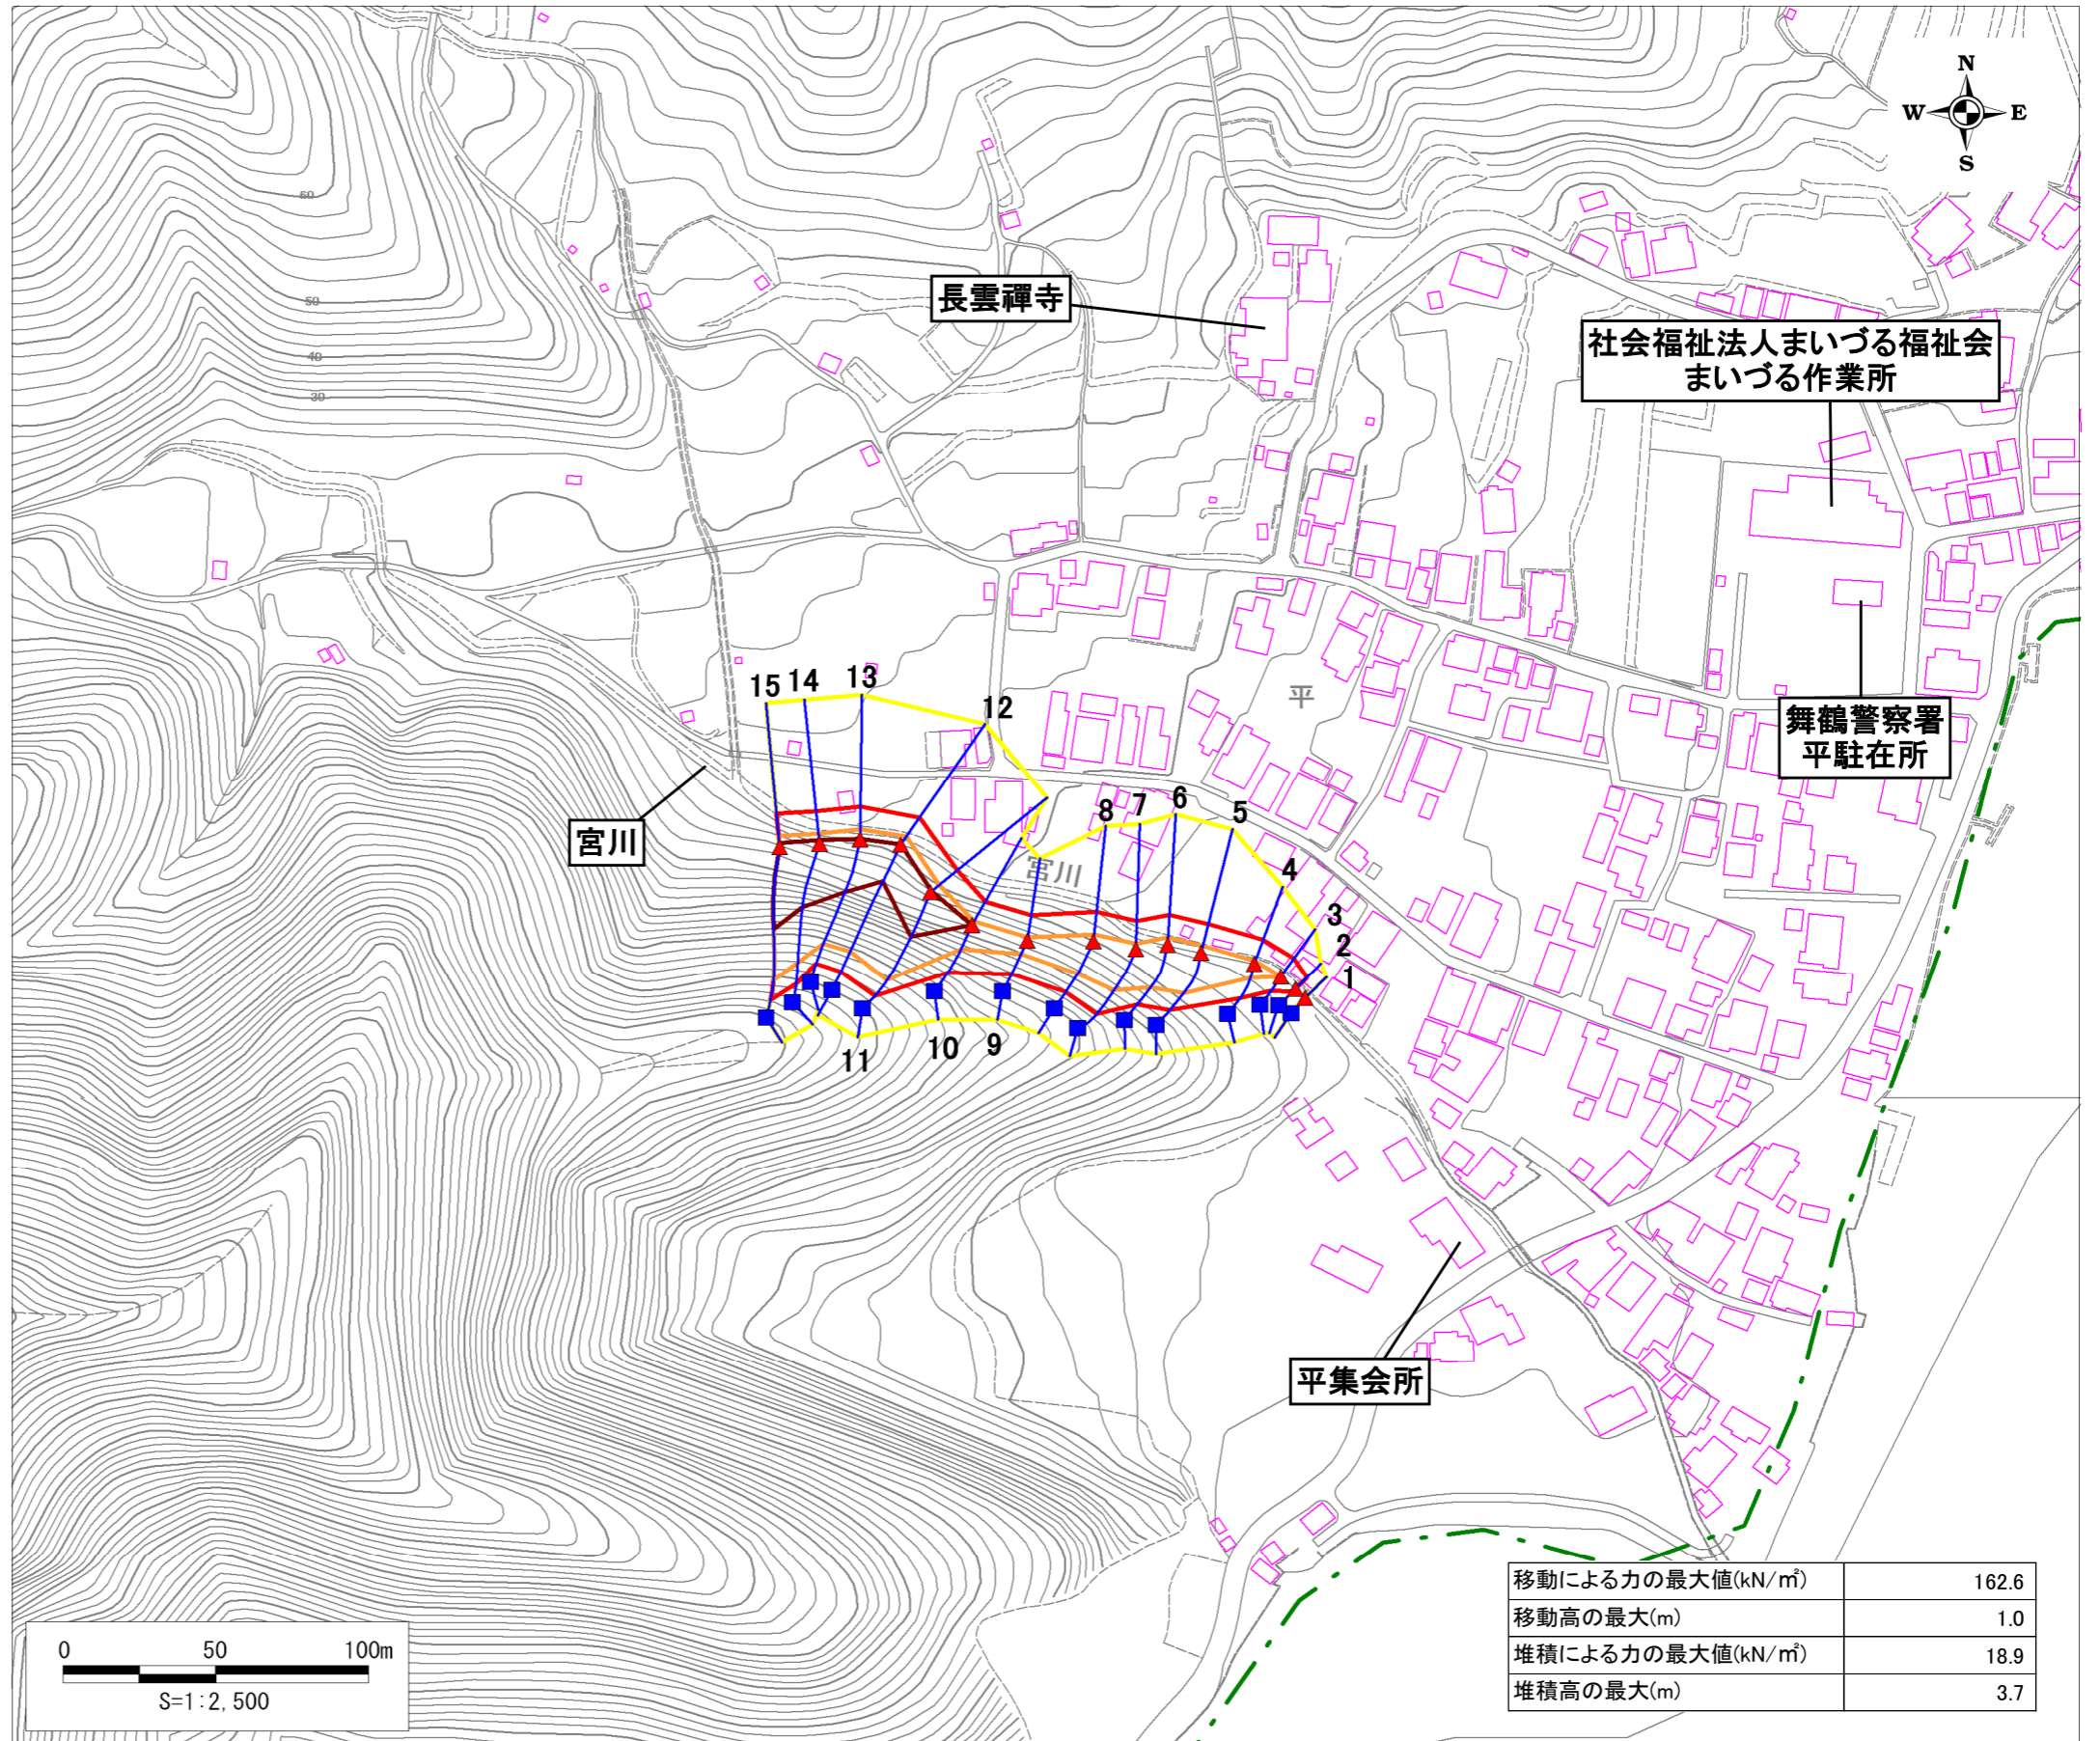 N
W E
S
60
50
40
30
長雲禪寺
社会福祉法人まいづる福祉会
まいづる作業所
舞鶴警察署
平駐在所
平
宮川
宮川
15 14 13 12
8 7 6 5
4
3
2
1
11 10 9
平集会所
移動による力の最大値(kN/㎡) 162.6
移動高の最大(m) 1.0
堆積による力の最大値(kN/㎡) 18.9
堆積高の最大(m) 3.7
0 50 100m
S=1:2,500